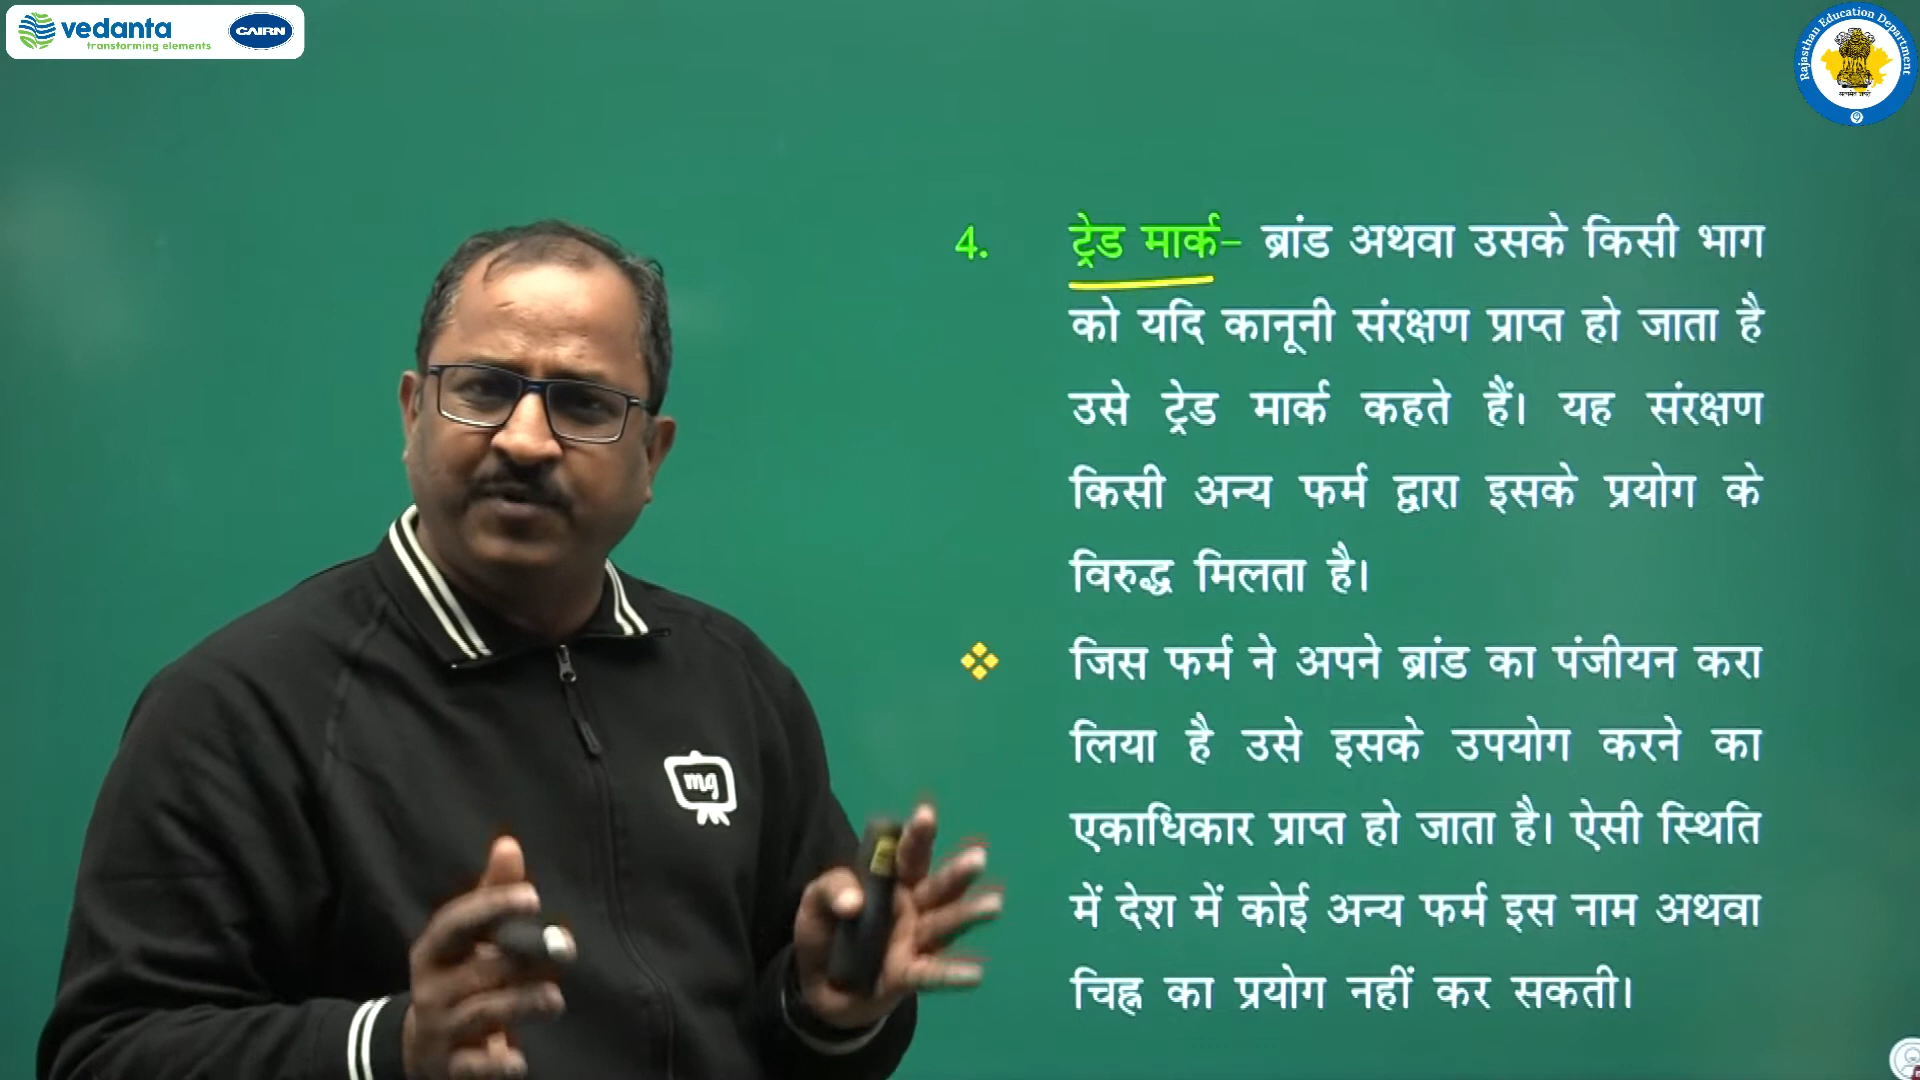 vedanta
transforming elements
CAIRN
Rajasthan Education Department
4. ट्रेड मार्क– ब्रांड अथवा उसके किसी भाग
को यदि कानूनी संरक्षण प्राप्त हो जाता है
उसे ट्रेड मार्क कहते हैं। यह संरक्षण
किसी अन्य फर्म द्वारा इसके प्रयोग के
विरुद्ध मिलता है।
जिस फर्म ने अपने ब्रांड का पंजीयन करा
लिया है उसे इसके उपयोग करने का
एकाधिकार प्राप्त हो जाता है। ऐसी स्थिति
में देश में कोई अन्य फर्म इस नाम अथवा
चिह्न का प्रयोग नहीं कर सकती।
mg